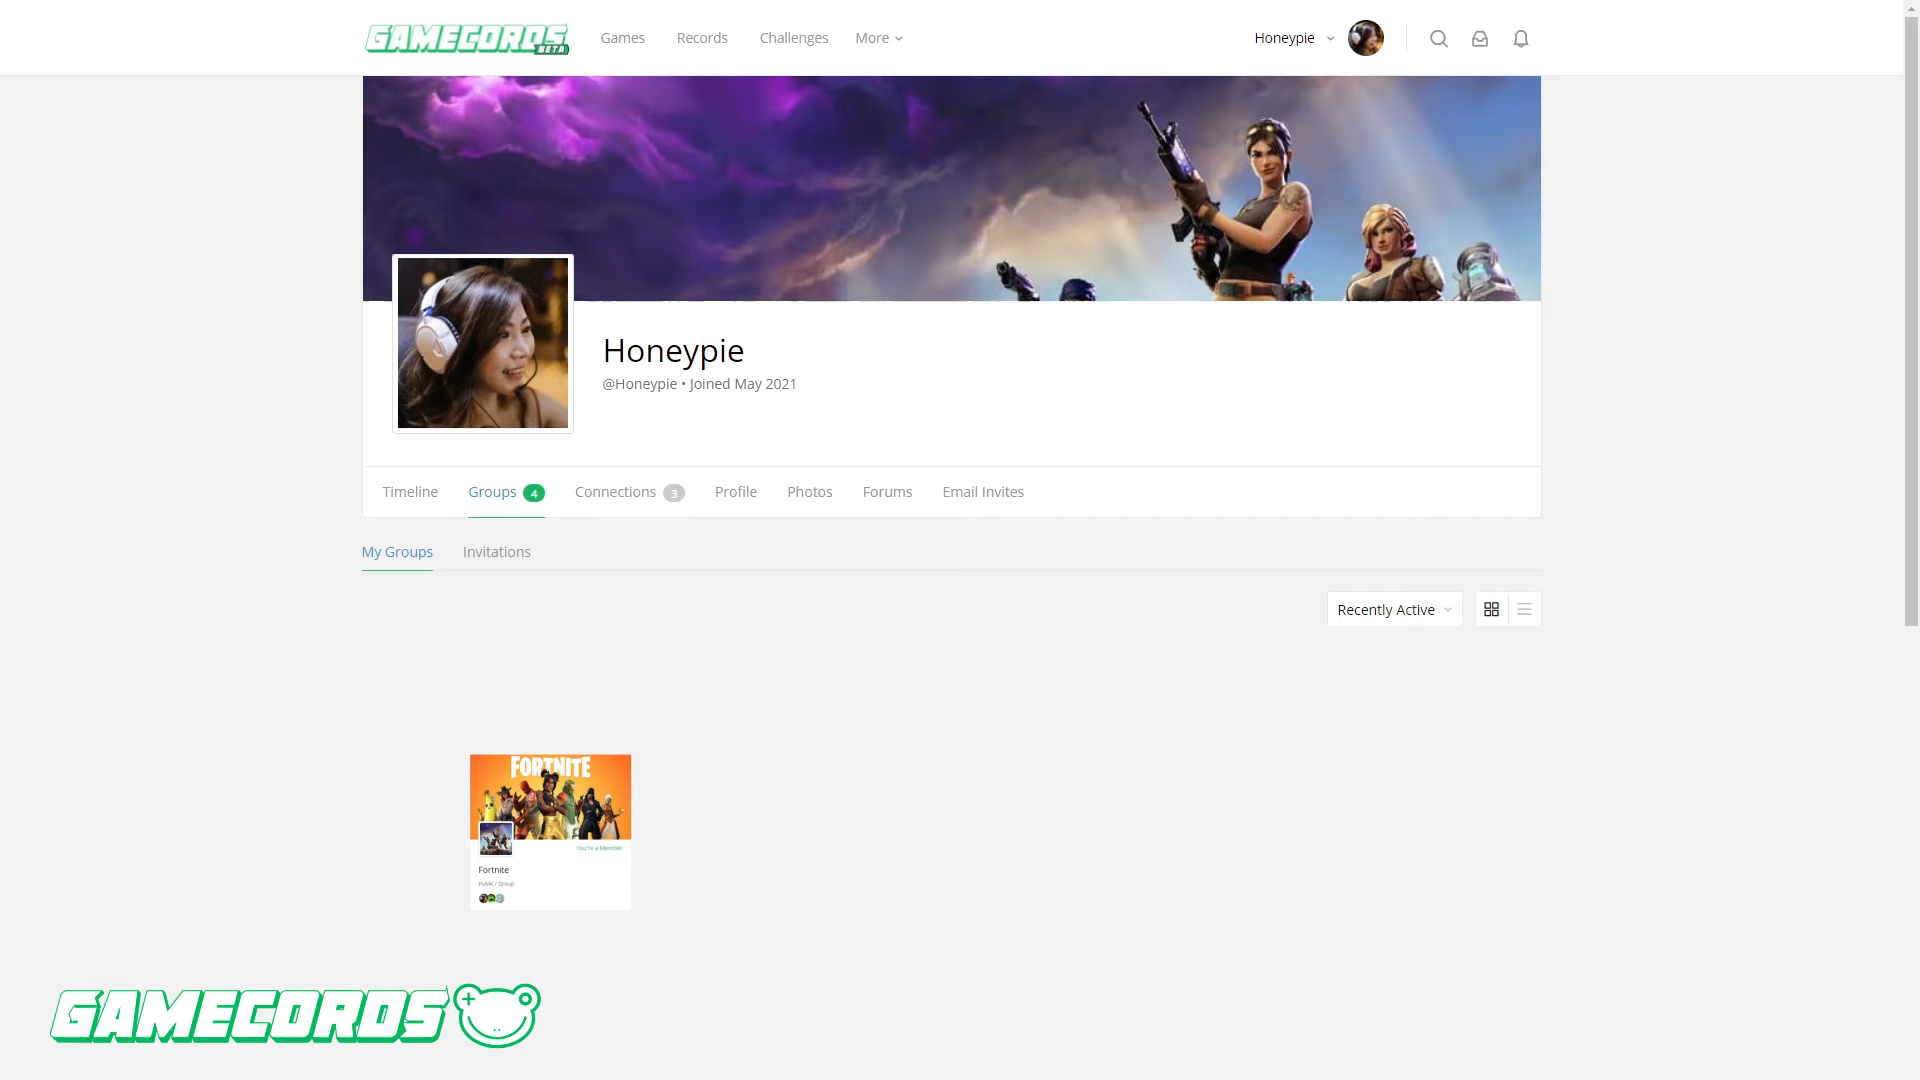 GAMECORDS BETA
Games
Records
Challenges
More
Honeypie
Honeypie
@Honeypie • Joined May 2021
Timeline
Groups 4
Connections 3
Profile
Photos
Forums
Email Invites
My Groups
Invitations
Recently Active
FORTNITE
You're a Member
Fortnite
Public / Group
GAMECORDS